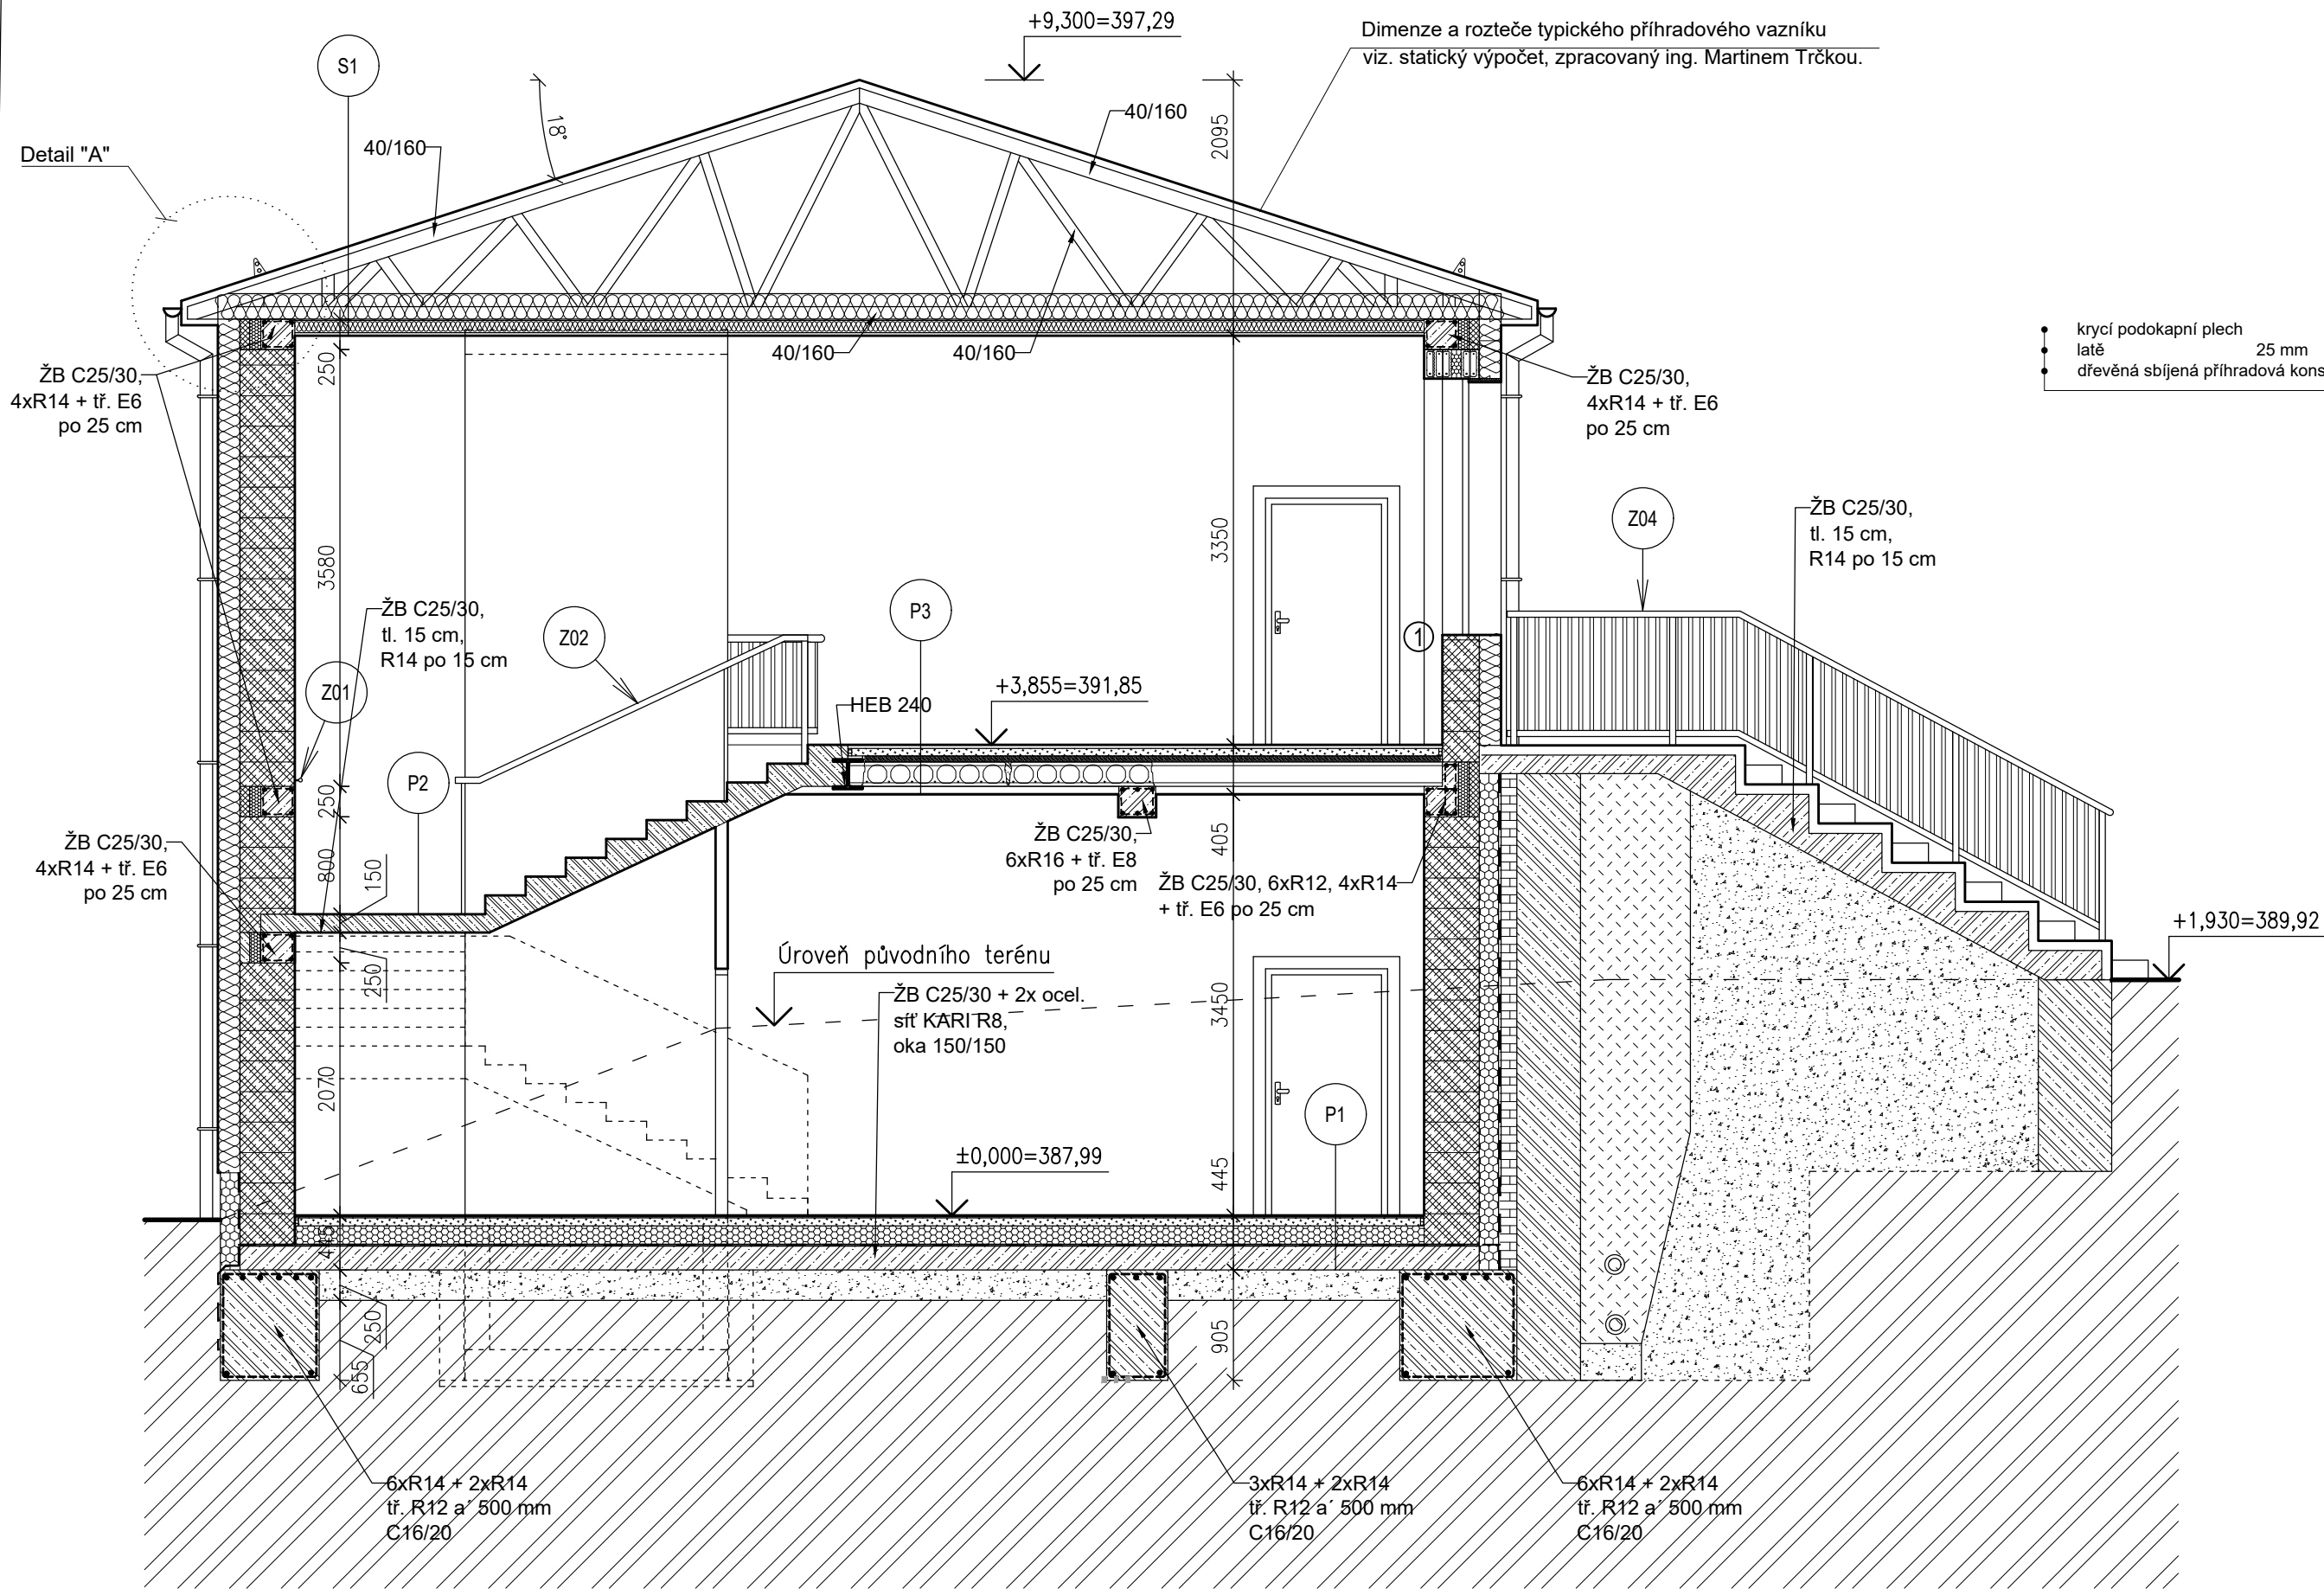 +9,300=397,29
Dimenze a rozteče typického příhradového vazníku
viz. statický výpočet, zpracovaný ing. Martinem Trčkou.
S1
18°
40/160
40/160
2095
Detail "A"
40/160
40/160
250
ŽB C25/30,
4xR14 + tř. E6
po 25 cm
ŽB C25/30,
4xR14 + tř. E6
po 25 cm
krycí podokapní plech
latě 25 mm
dřevěná sbíjená příhradová kons
3580
3350
Z04
ŽB C25/30,
tl. 15 cm,
R14 po 15 cm
ŽB C25/30,
tl. 15 cm,
R14 po 15 cm
Z02
P3
1
Z01
+3,855=391,85
HEB 240
P2
250
800
150
405
ŽB C25/30,
4xR14 + tř. E6
po 25 cm
ŽB C25/30,
6xR16 + tř. E8
po 25 cm
ŽB C25/30, 6xR12, 4xR14
+ tř. E6 po 25 cm
+1,930=389,92
Úroveň původního terénu
250
ŽB C25/30 + 2x ocel.
síť KARI R8,
oka 150/150
3450
2070
P1
±0,000=387,99
445
445
250
655
905
6xR14 + 2xR14
tř. R12 a´ 500 mm
C16/20
3xR14 + 2xR14
tř. R12 a´ 500 mm
C16/20
6xR14 + 2xR14
tř. R12 a´ 500 mm
C16/20